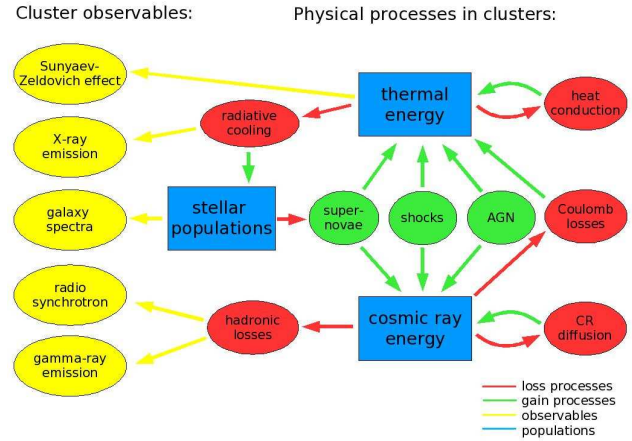 Cluster observables:
Physical processes in clusters:
Sunyaev-
Zeldovich effect
thermal
energy
heat
conduction
radiative
cooling
X-ray
emission
galaxy
spectra
stellar
populations
super-
novae
shocks
AGN
Coulomb
losses
radio
synchrotron
hadronic
losses
cosmic ray
energy
CR
diffusion
gamma-ray
emission
loss processes
gain processes
observables
populations